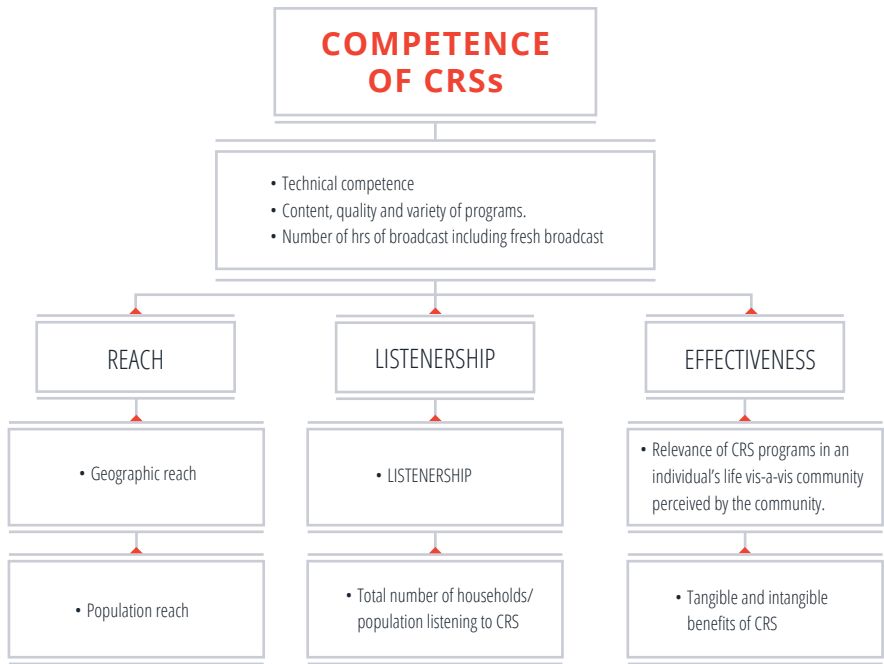 COMPETENCE
OF CRSs
• Technical competence
• Content, quality and variety of programs.
• Number of hrs of broadcast including fresh broadcast
REACH
LISTENERSHIP
EFFECTIVENESS
• Geographic reach
• LISTENERSHIP
• Relevance of CRS programs in an
individual's life vis-a-vis community
perceived by the community.
• Population reach
• Total number of households/
population listening to CRS
• Tangible and intangible
benefits of CRS